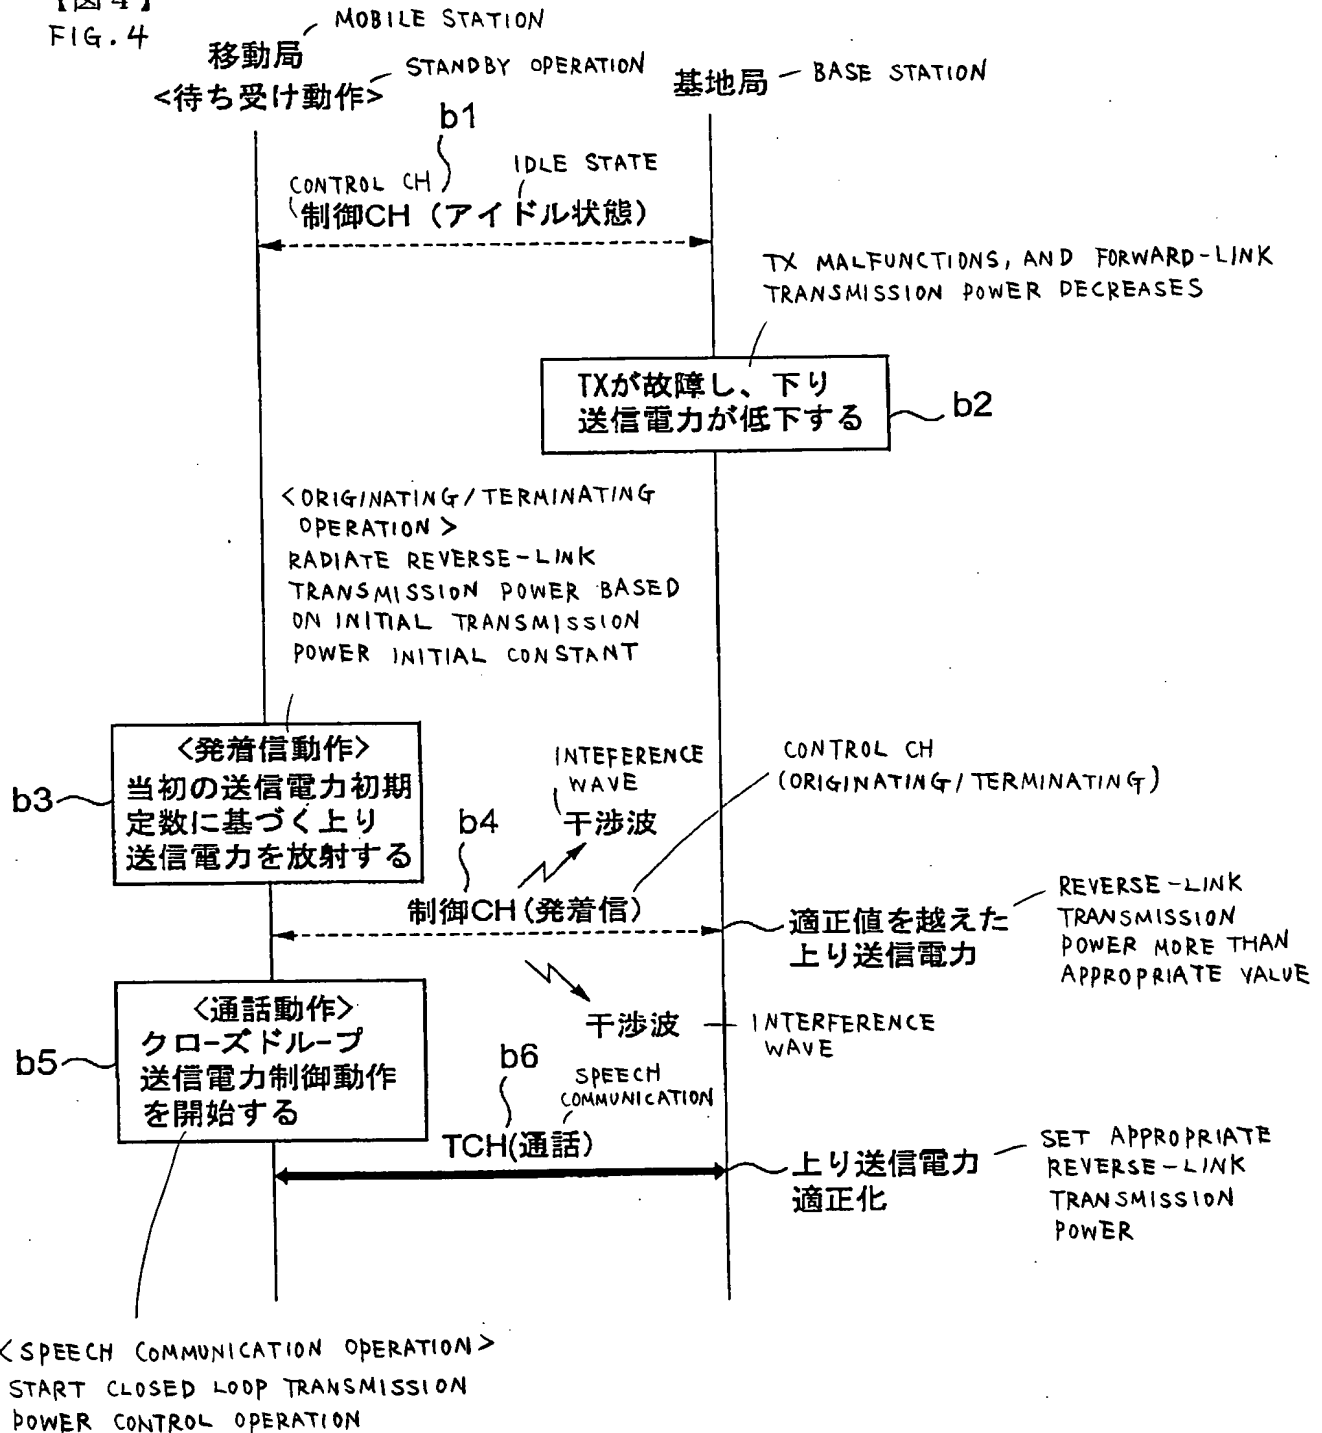 【図4】
FIG.4
MOBILE STATION
移動局
STANDBY OPERATION
<待ち受け動作>
基地局
BASE STATION
b1
IDLE STATE
CONTROL CH
制御CH（アイドル状態）
TX MALFUNCTIONS, AND FORWARD-LINK
TRANSMISSION POWER DECREASES
TXが故障し、下り
送信電力が低下する
b2
<ORIGINATING/TERMINATING
OPERATION>
RADIATE REVERSE-LINK
TRANSMISSION POWER BASED
ON INITIAL TRANSMISSION
POWER INITIAL CONSTANT
<発着信動作>
当初の送信電力初期
定数に基づく上り
送信電力を放射する
b3
INTEFERENCE
WAVE
干渉波
CONTROL CH
(ORIGINATING/TERMINATING)
b4
制御CH(発着信)
適正値を越えた
上り送信電力
REVERSE-LINK
TRANSMISSION
POWER MORE THAN
APPROPRIATE VALUE
干渉波
INTERFERENCE
WAVE
<通話動作>
クローズドループ
送信電力制御動作
を開始する
b5
b6
SPEECH
COMMUNICATION
TCH(通話)
上り送信電力
適正化
SET APPROPRIATE
REVERSE-LINK
TRANSMISSION
POWER
<SPEECH COMMUNICATION OPERATION>
START CLOSED LOOP TRANSMISSION
POWER CONTROL OPERATION